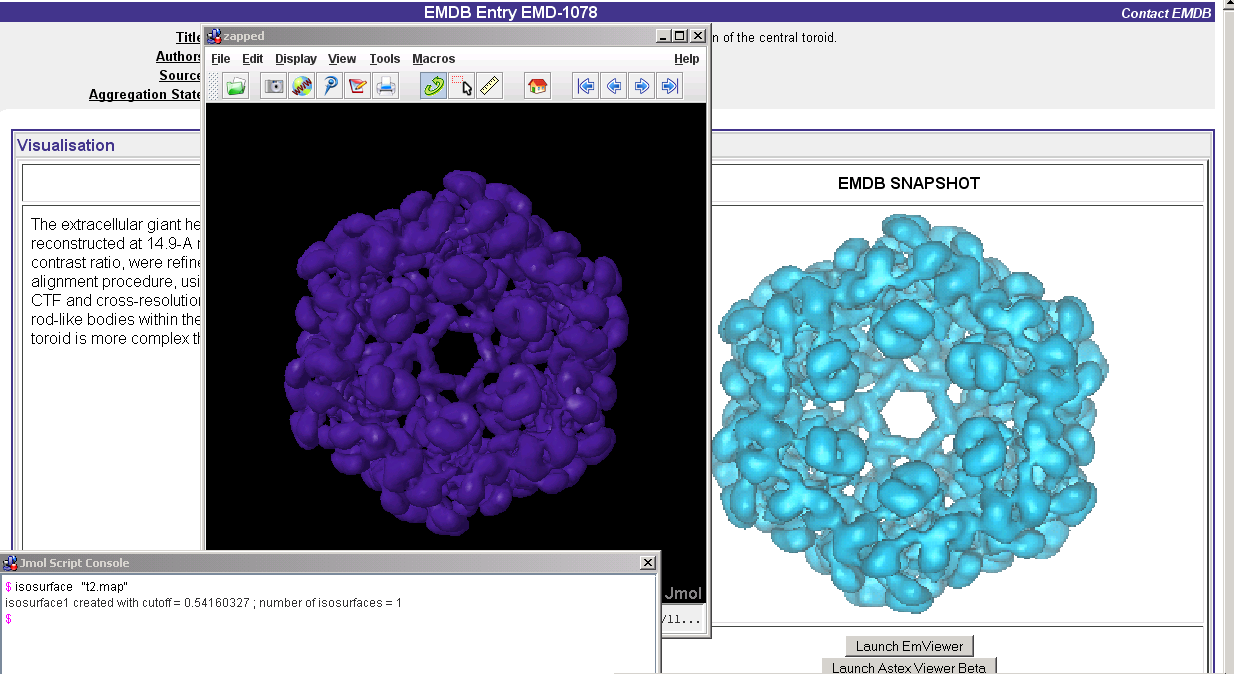 EMDB Entry EMD-1078
Contact EMDB
Title
n of the central toroid.
Authors
Source
Aggregation State
zapped
File Edit Display View Tools Macros Help
Visualisation
EMDB SNAPSHOT
The extracellular giant he
reconstructed at 14.9-A r
contrast ratio, were refine
alignment procedure, usi
CTF and cross-resolution
rod-like bodies within the
toroid is more complex th
Jmol
/11...
Jmol Script Console
$ isosurface "t2.map"
isosurface1 created with cutoff = 0.54160327 ; number of isosurfaces = 1
$
Launch EmViewer
Launch Astex Viewer Beta